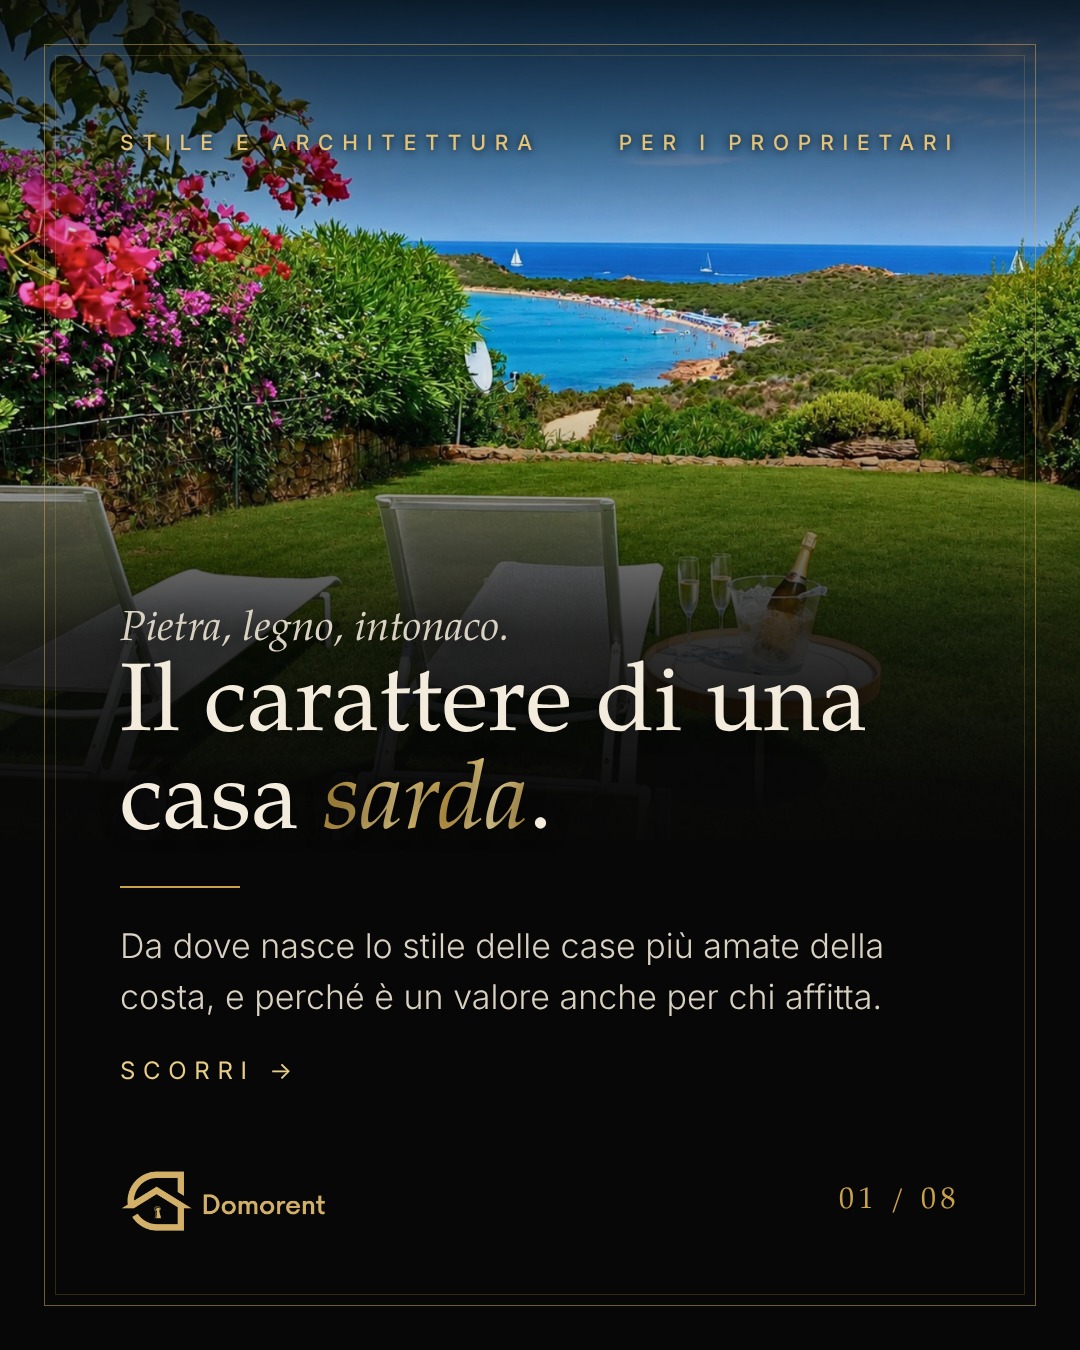 STILE E ARCHITETTURA
PER I PROPRIETARI
Pietra, legno, intonaco.
Il carattere di una
casa sarda.
Da dove nasce lo stile delle case più amate della
costa, e perché è un valore anche per chi affitta.
SCORRI →
Domorent
01 / 08